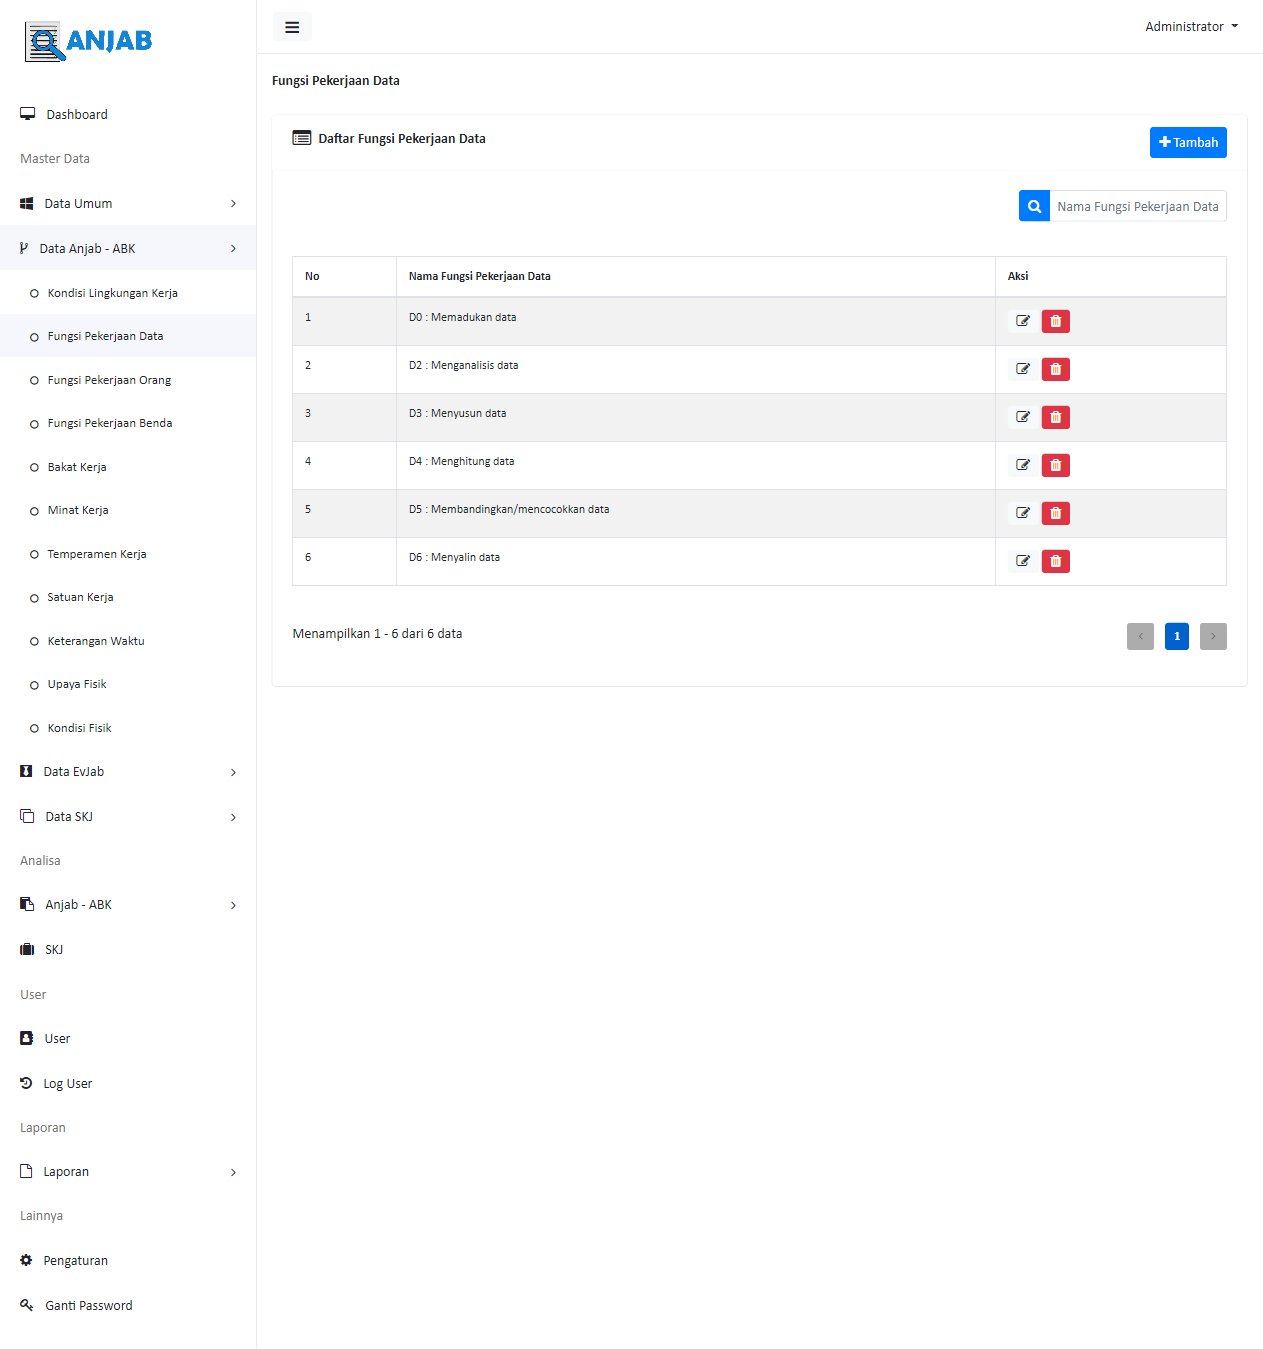 ANJAB
Administrator
Fungsi Pekerjaan Data
Dashboard
Master Data
Data Umum
Data Anjab - ABK
Kondisi Lingkungan Kerja
Fungsi Pekerjaan Data
Fungsi Pekerjaan Orang
Fungsi Pekerjaan Benda
Bakat Kerja
Minat Kerja
Temperamen Kerja
Satuan Kerja
Keterangan Waktu
Upaya Fisik
Kondisi Fisik
Data EvJab
Data SKJ
Analisa
Anjab - ABK
SKJ
User
User
Log User
Laporan
Laporan
Lainnya
Pengaturan
Ganti Password
Daftar Fungsi Pekerjaan Data
Tambah
Nama Fungsi Pekerjaan Data
No Nama Fungsi Pekerjaan Data Aksi
1 D0 : Memadukan data
2 D2 : Menganalisis data
3 D3 : Menyusun data
4 D4 : Menghitung data
5 D5 : Membandingkan/mencocokkan data
6 D6 : Menyalin data
Menampilkan 1 - 6 dari 6 data
‹ 1 ›